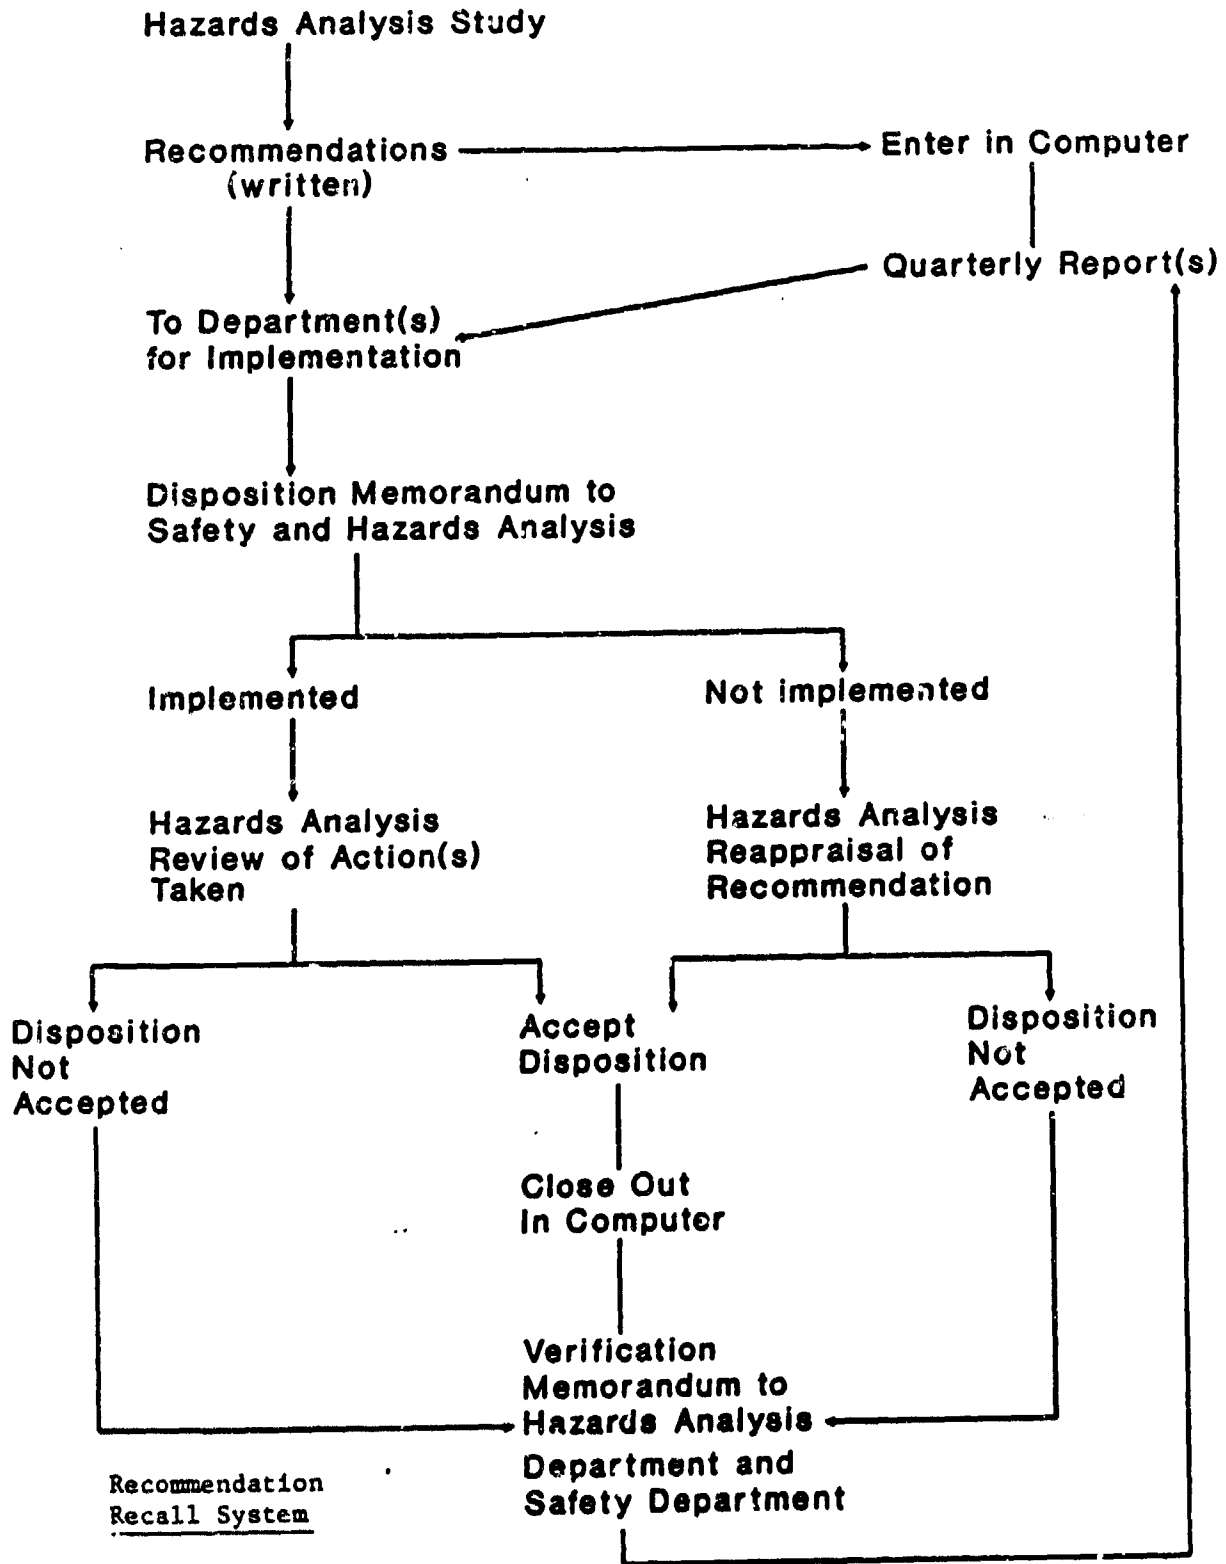 Hazards Analysis Study
Recommendations
(written)
Enter in Computer
Quarterly Report(s)
To Department(s)
for Implementation
Disposition Memorandum to
Safety and Hazards Analysis
Implemented
Not implemented
Hazards Analysis
Review of Action(s)
Taken
Hazards Analysis
Reappraisal of
Recommendation
Disposition
Not
Accepted
Accept
Disposition
Disposition
Not
Accepted
Close Out
In Computer
Verification
Memorandum to
Hazards Analysis
Department and
Safety Department
Recommendation
Recall System